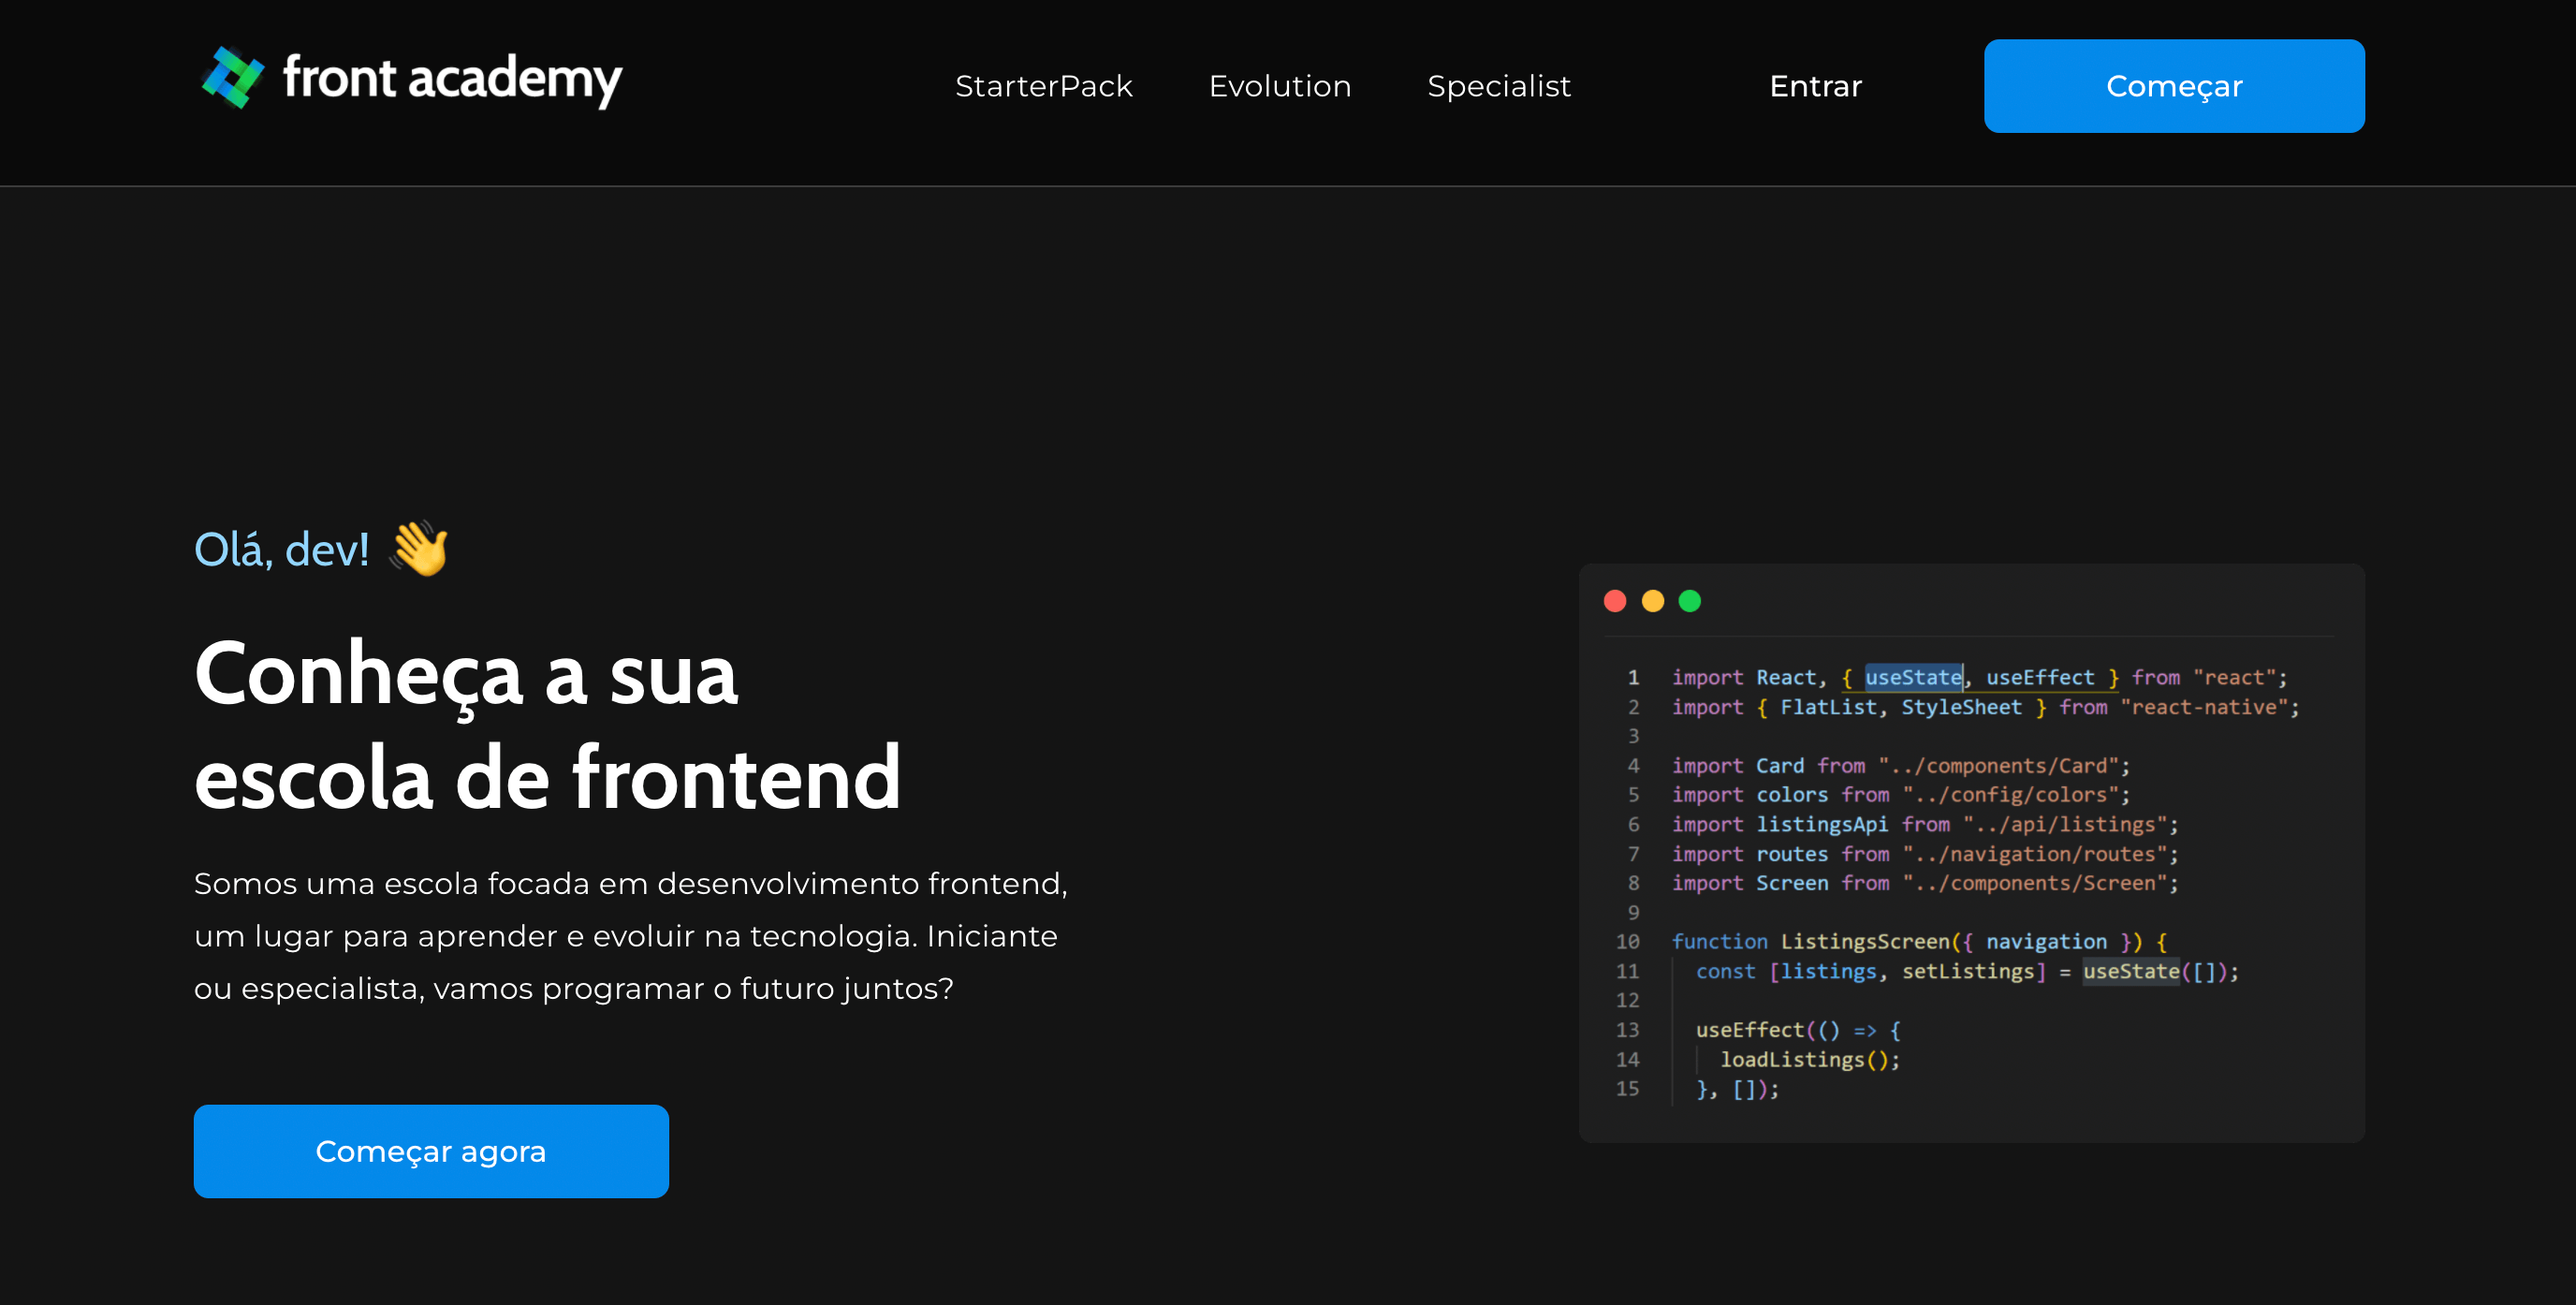 front academy
StarterPack
Evolution
Specialist
Entrar
Começar
Olá, dev! 👋
Conheça a sua
escola de frontend
Somos uma escola focada em desenvolvimento frontend,
um lugar para aprender e evoluir na tecnologia. Iniciante
ou especialista, vamos programar o futuro juntos?
Começar agora
1 import React, { useState, useEffect } from "react";
2 import { FlatList, StyleSheet } from "react-native";
3
4 import Card from "../components/Card";
5 import colors from "../config/colors";
6 import listingsApi from "../api/listings";
7 import routes from "../navigation/routes";
8 import Screen from "../components/Screen";
9
10 function ListingsScreen({ navigation }) {
11   const [listings, setListings] = useState([]);
12
13   useEffect(() => {
14     loadListings();
15   }, []);